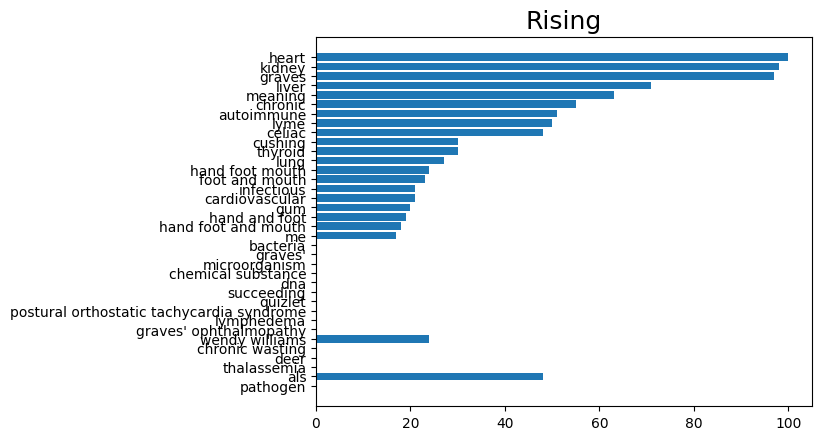 Rising
heart
kidney
graves
liver
meaning
chronic
autoimmune
lyme
celiac
cushing
thyroid
lung
hand foot mouth
foot and mouth
infectious
cardiovascular
gum
hand and foot
hand foot and mouth
me
bacteria
graves'
microorganism
chemical substance
dna
succeeding
quizlet
postural orthostatic tachycardia syndrome
lymphedema
graves' ophthalmopathy
wendy williams
chronic wasting
deer
thalassemia
als
pathogen
0 20 40 60 80 100